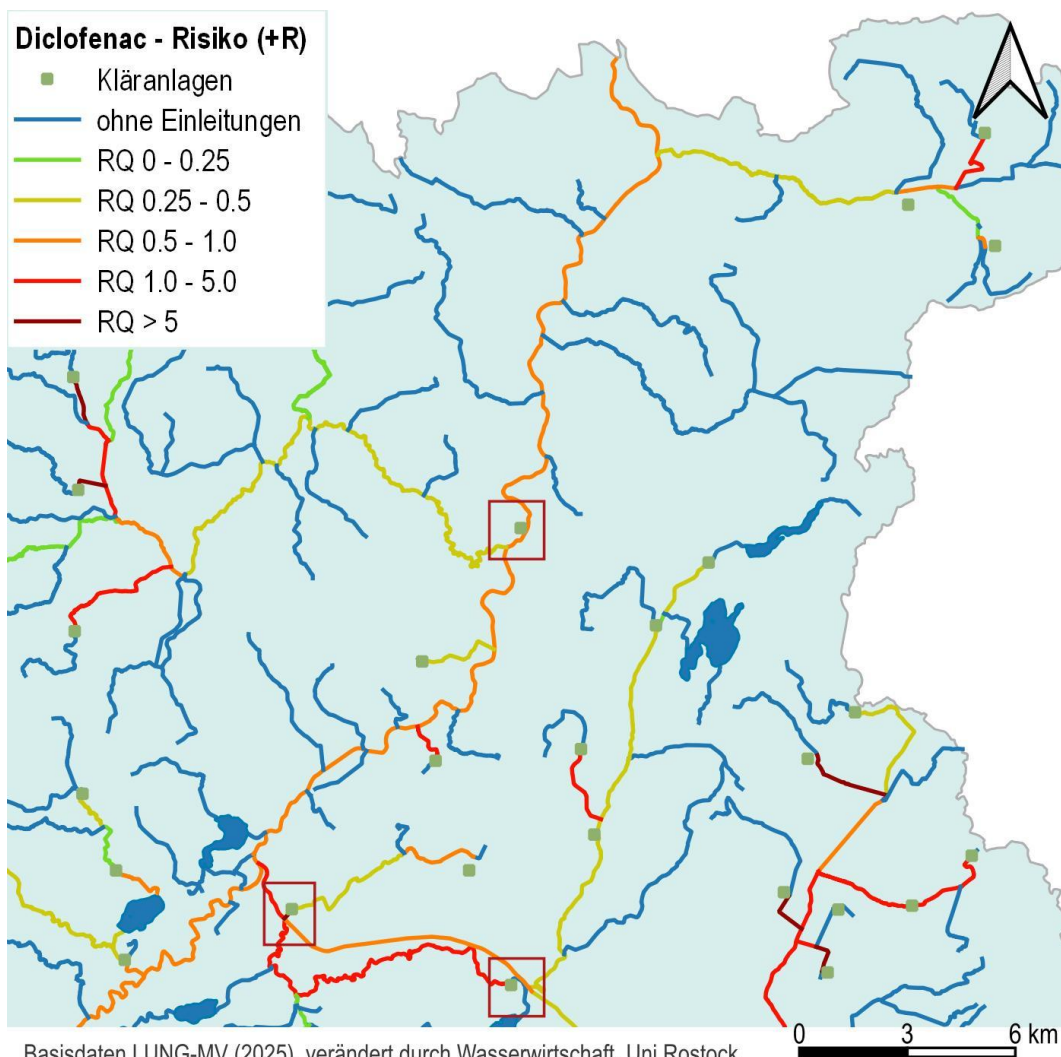 Diclofenac - Risiko (+R)
Kläranlagen
ohne Einleitungen
RQ 0 - 0.25
RQ 0.25 - 0.5
RQ 0.5 - 1.0
RQ 1.0 - 5.0
RQ > 5
0 3 6 km
Basisdaten LUNG-MV (2025), verändert durch Wasserwirtschaft, Uni Rostock